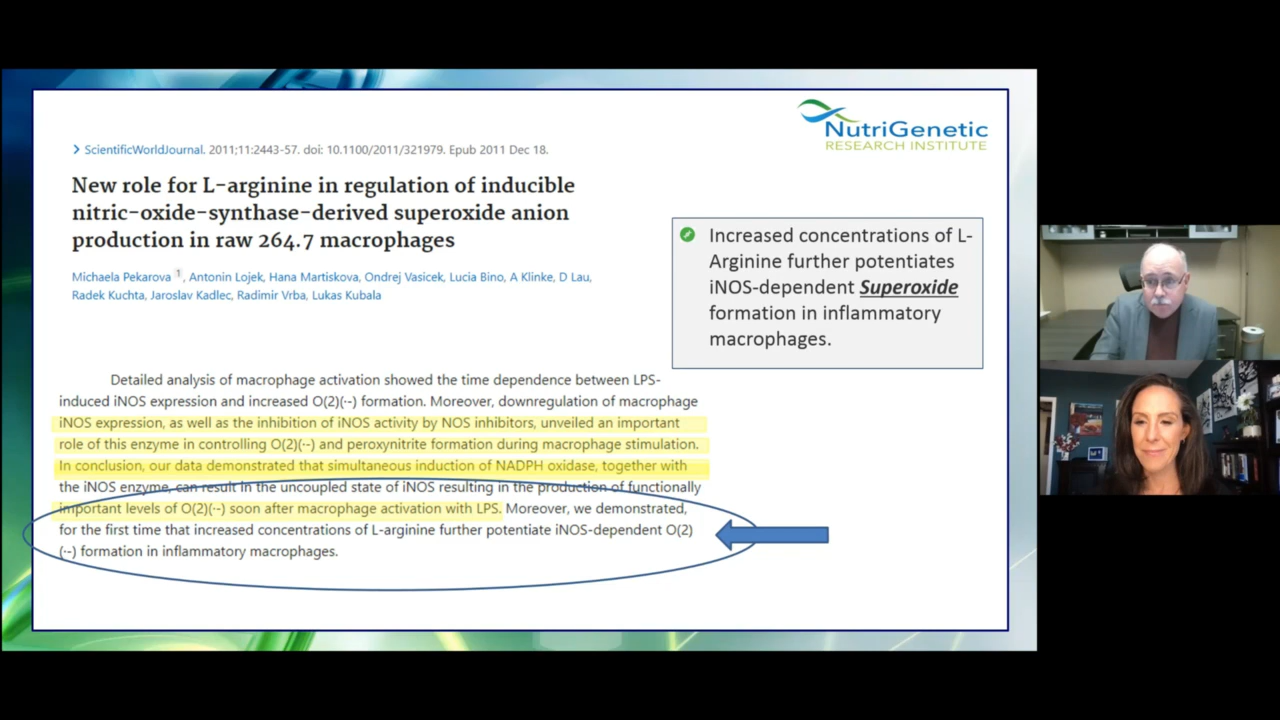 NutriGenetic
RESEARCH INSTITUTE
ScientificWorldJournal. 2011;11:2443-57. doi: 10.1100/2011/321979. Epub 2011 Dec 18.
New role for L-arginine in regulation of inducible
nitric-oxide-synthase-derived superoxide anion
production in raw 264.7 macrophages
Michaela Pekarova 1, Antonin Lojek, Hana Martiskova, Ondrej Vasicek, Lucia Bino, A Klinke, D Lau,
Radek Kuchta, Jaroslav Kadlec, Radimir Vrba, Lukas Kubala
Increased concentrations of L-
Arginine further potentiates
iNOS-dependent Superoxide
formation in inflammatory
macrophages.
Detailed analysis of macrophage activation showed the time dependence between LPS-
induced iNOS expression and increased O(2)(·-) formation. Moreover, downregulation of macrophage
iNOS expression, as well as the inhibition of iNOS activity by NOS inhibitors, unveiled an important
role of this enzyme in controlling O(2)(·-) and peroxynitrite formation during macrophage stimulation.
In conclusion, our data demonstrated that simultaneous induction of NADPH oxidase, together with
the iNOS enzyme, can result in the uncoupled state of iNOS resulting in the production of functionally
important levels of O(2)(·-) soon after macrophage activation with LPS. Moreover, we demonstrated,
for the first time that increased concentrations of L-arginine further potentiate iNOS-dependent O(2)
(·-) formation in inflammatory macrophages.